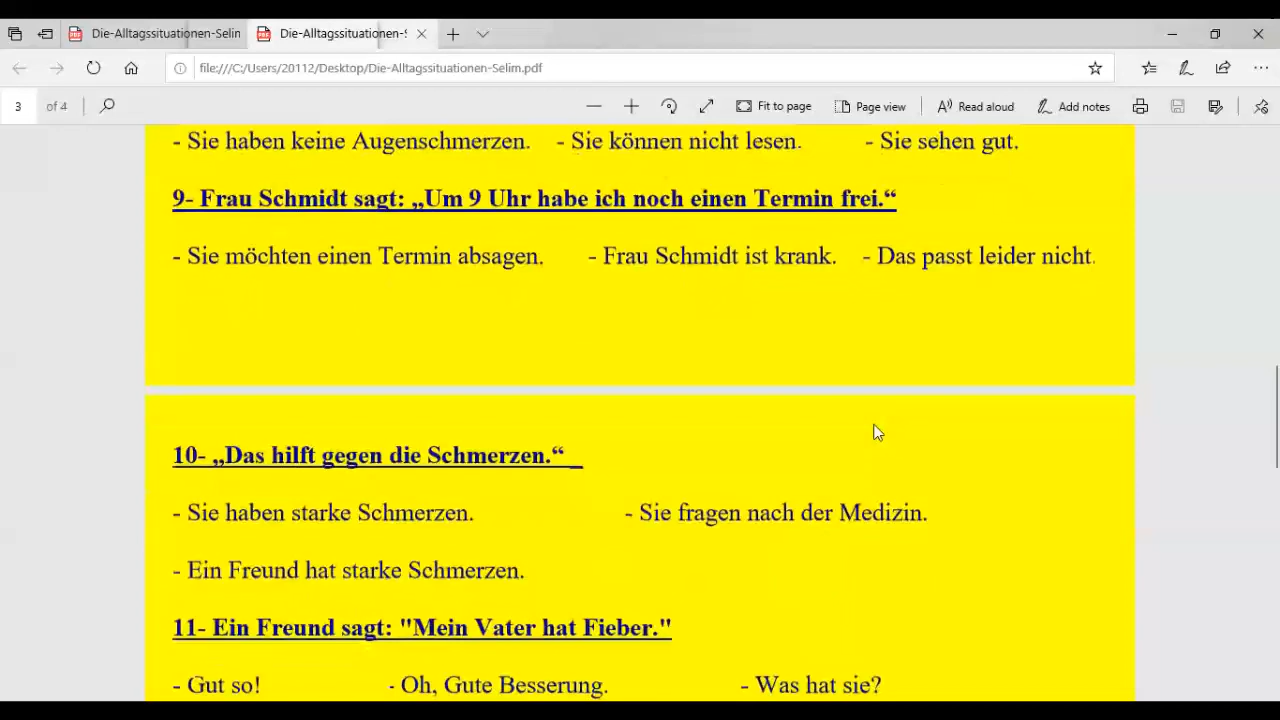 Die-Alltagssituationen-Selin
Die-Alltagssituationen-S
file:///C:/Users/20112/Desktop/Die-Alltagssituationen-Selim.pdf
3 of 4 Fit to page Page view Read aloud Add notes
- Sie haben keine Augenschmerzen. - Sie können nicht lesen. - Sie sehen gut.
9- Frau Schmidt sagt: „Um 9 Uhr habe ich noch einen Termin frei.“
- Sie möchten einen Termin absagen. - Frau Schmidt ist krank. - Das passt leider nicht.
10- „Das hilft gegen die Schmerzen.“ _
- Sie haben starke Schmerzen. - Sie fragen nach der Medizin.
- Ein Freund hat starke Schmerzen.
11- Ein Freund sagt: "Mein Vater hat Fieber."
- Gut so! - Oh, Gute Besserung. - Was hat sie?